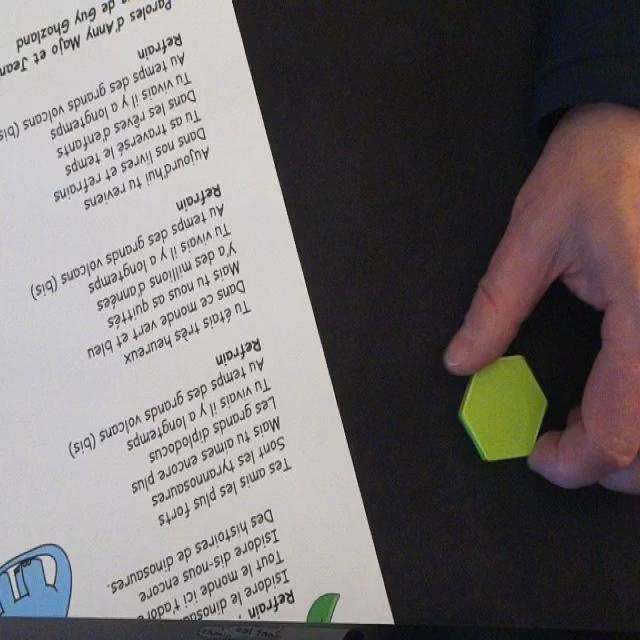 Refrain
Isidore le dinosau
Tout le monde ici t'adore
Isidore dis-nous encore
Des histoires de dinosaures.
Tes amis les plus forts
Sont les tyrannosaures
Mais tu aimes encore plus
Les grands diplodocus
Tu vivais il y a longtemps
Au temps des grands volcans (bis)
Refrain
Tu étais très heureux
Dans ce monde vert et bleu
Mais tu nous as quittés
Y'a des millions d'années
Tu vivais il y a longtemps
Au temps des grands volcans (bis)
Refrain
Aujourd'hu tu reviens
Dans nos livres et refrains
Tu as traversé le temps
Dans les rêves d'enfants
Tu vivais il y a longtemps
Au temps des grands volcans (bis)
Refrain
Paroles d'Anny Majo et Jean
de Guy Ghozland